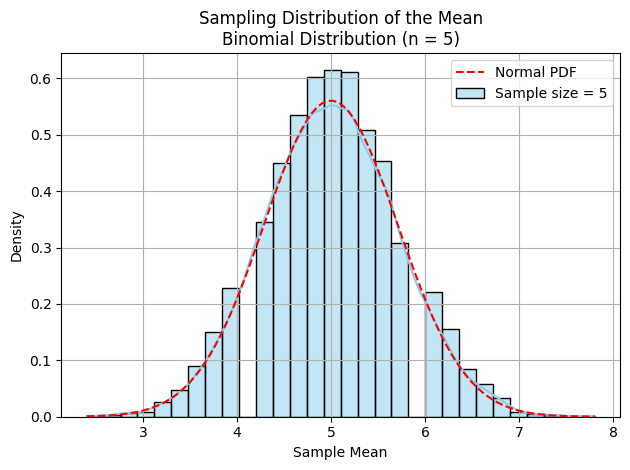 Sampling Distribution of the Mean
Binomial Distribution (n = 5)
Normal PDF
Sample size = 5
Density
0.6
0.5
0.4
0.3
0.2
0.1
0.0
3 4 5 6 7 8
Sample Mean